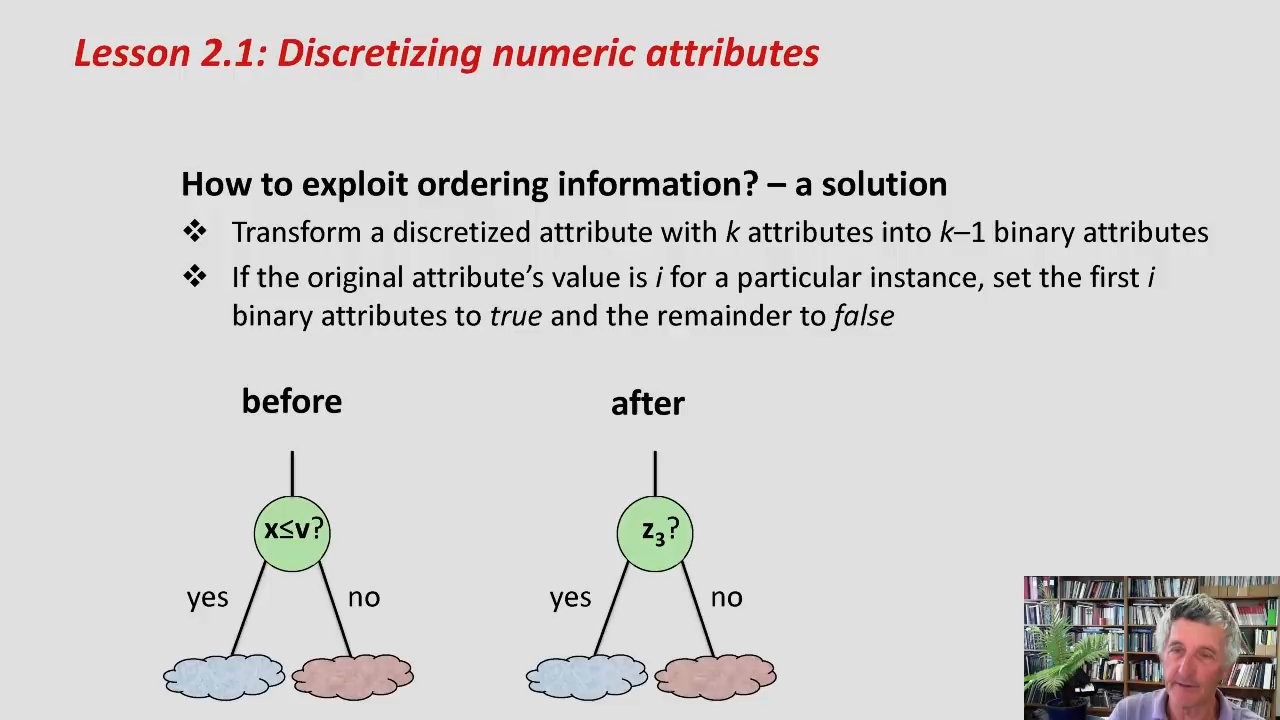 Lesson 2.1: Discretizing numeric attributes
How to exploit ordering information? – a solution
❖ Transform a discretized attribute with k attributes into k–1 binary attributes
❖ If the original attribute’s value is i for a particular instance, set the first i
binary attributes to true and the remainder to false
before
after
x≤v?
z₃?
yes
no
yes
no